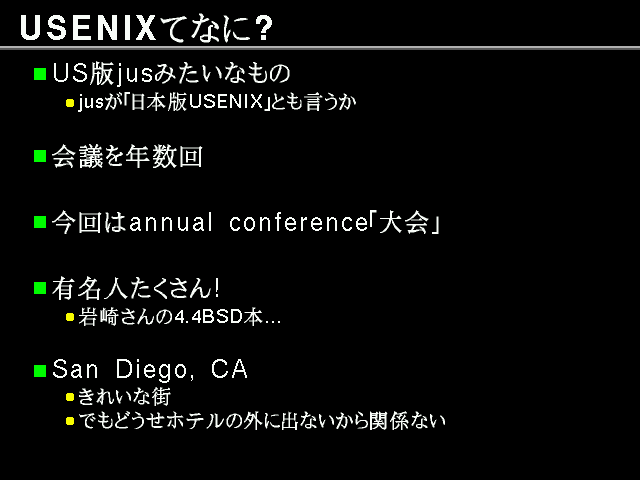 USENIXてなに?
US版jusみたいなもの
jusが「日本版USENIX」とも言うか
会議を年数回
今回はannual conference「大会」
有名人たくさん!
岩崎さんの4.4BSD本...
San Diego, CA
きれいな街
でもどうせホテルの外に出ないから関係ない